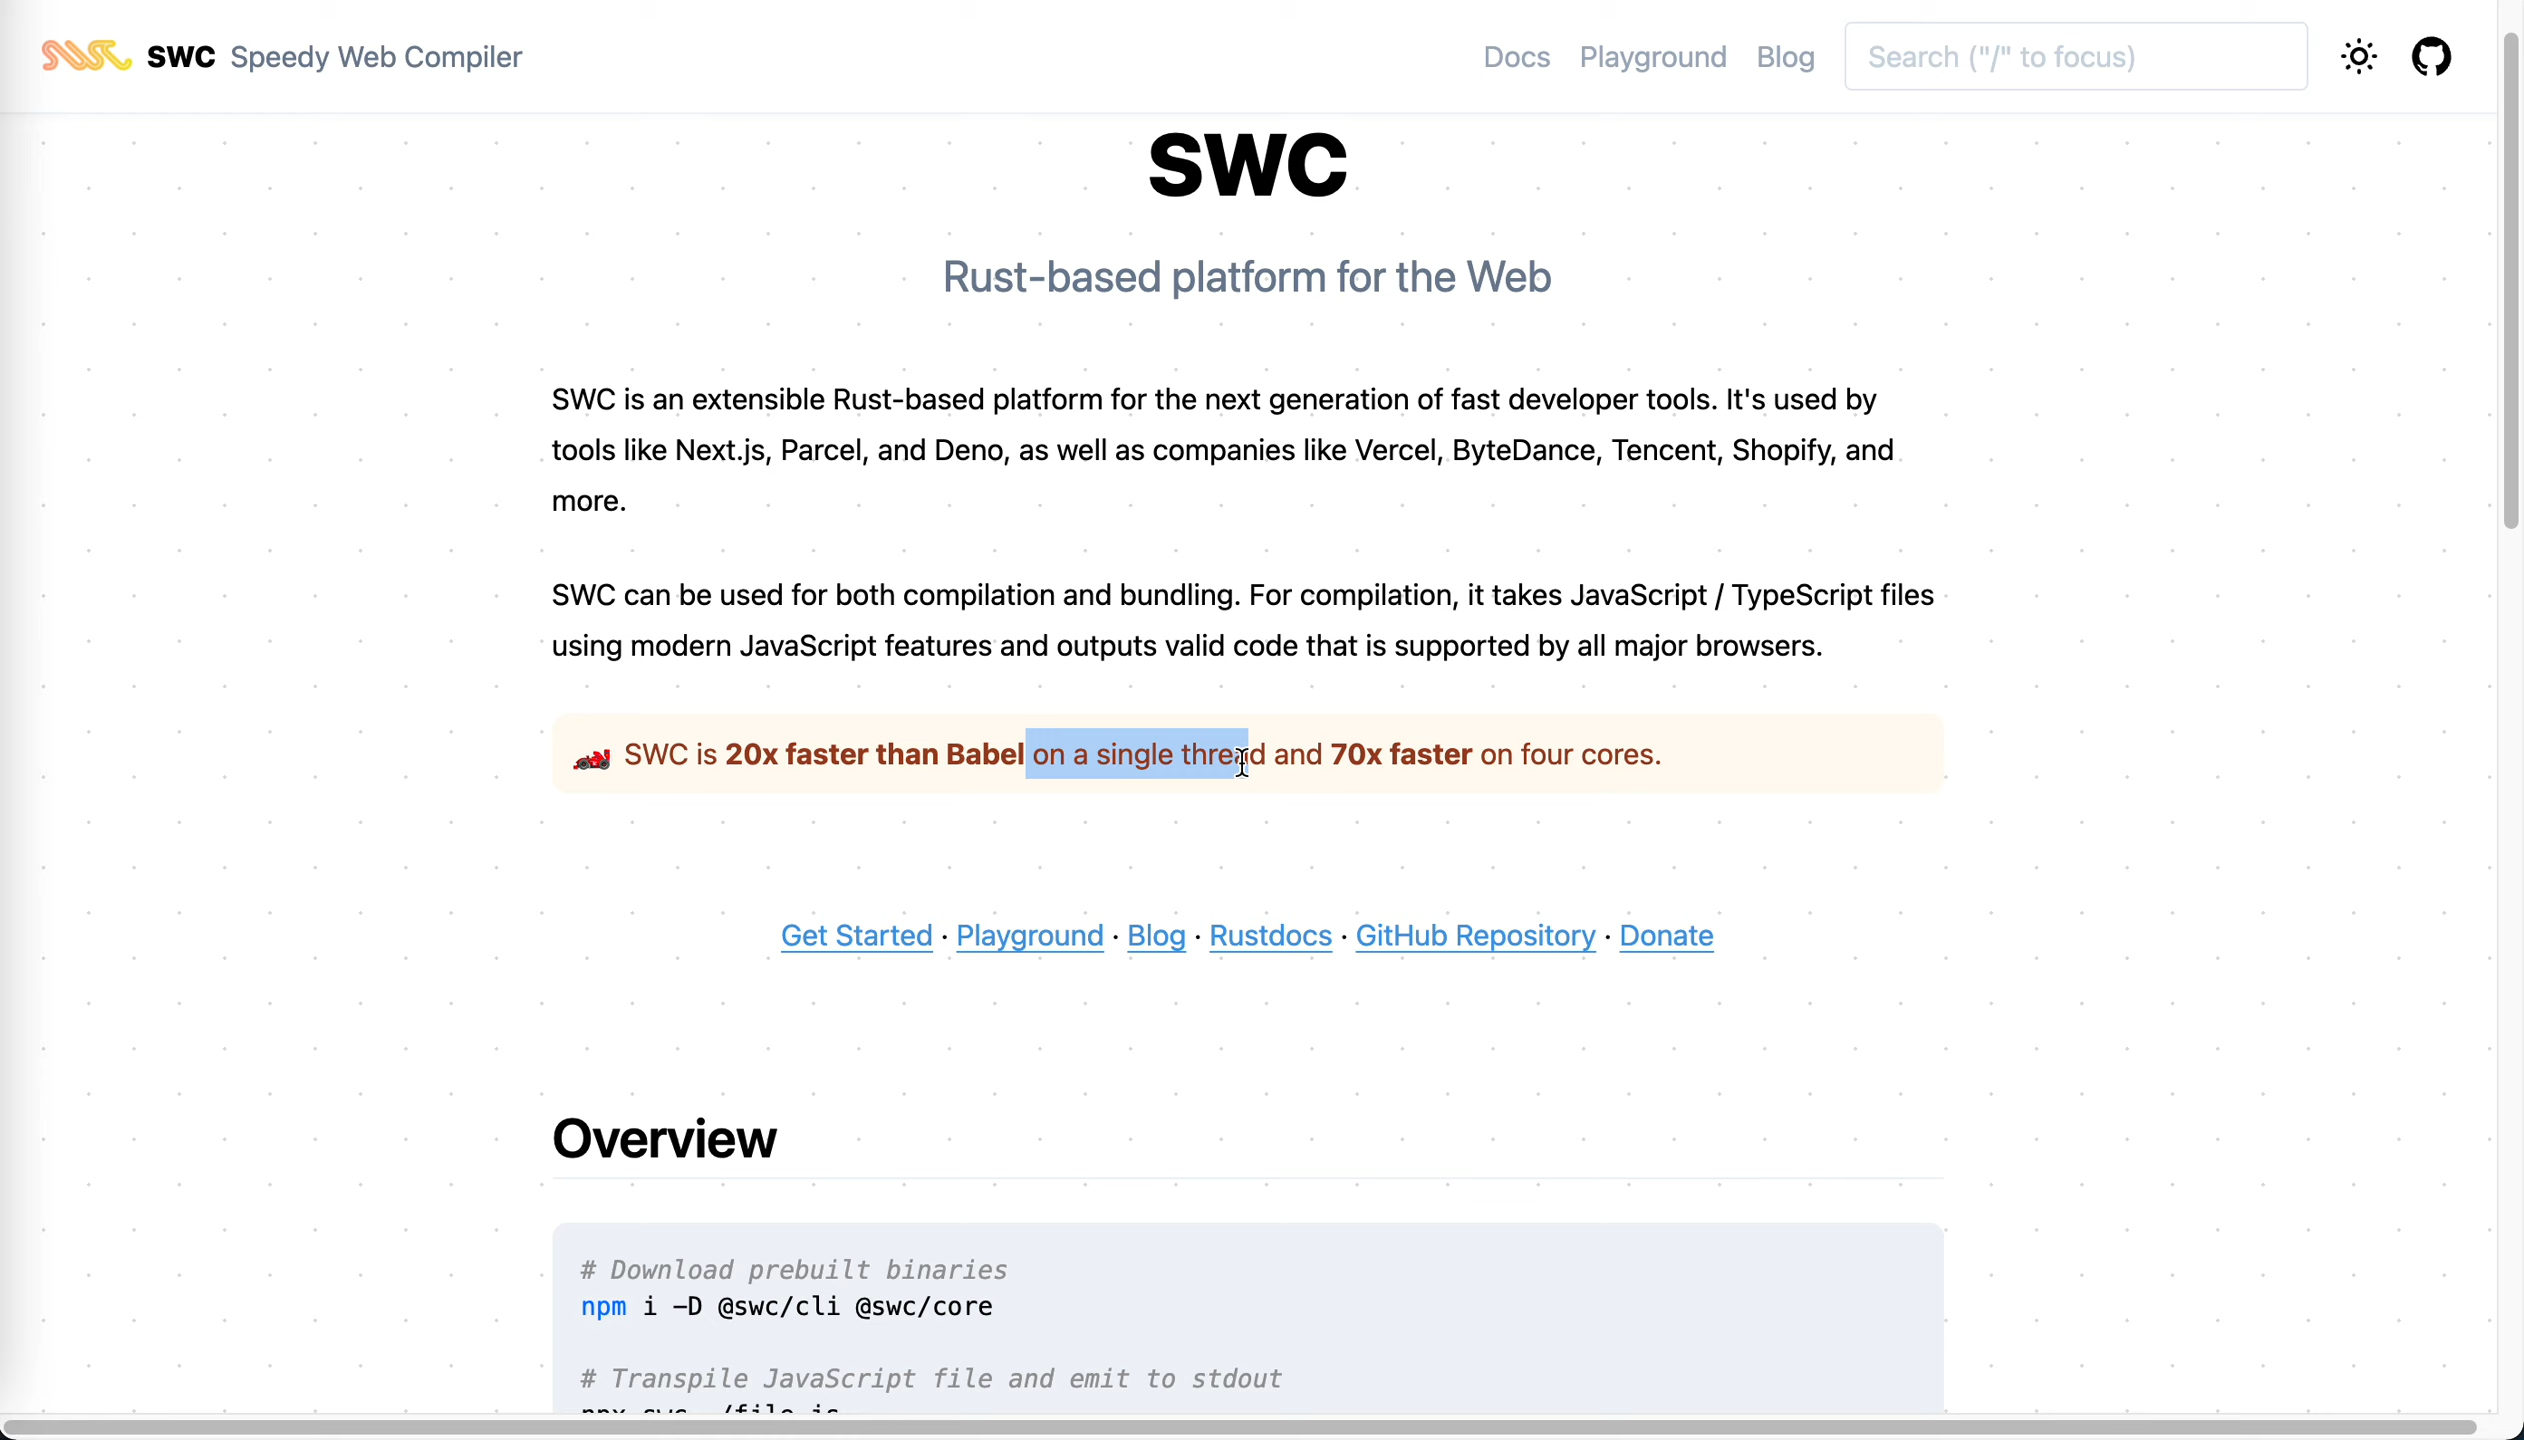 SWC Speedy Web Compiler Docs Playground Blog Search ("/" to focus)
SWC
Rust-based platform for the Web
SWC is an extensible Rust-based platform for the next generation of fast developer tools. It's used by
tools like Next.js, Parcel, and Deno, as well as companies like Vercel, ByteDance, Tencent, Shopify, and
more.
SWC can be used for both compilation and bundling. For compilation, it takes JavaScript / TypeScript files
using modern JavaScript features and outputs valid code that is supported by all major browsers.
🏎️ SWC is 20x faster than Babel on a single thread and 70x faster on four cores.
Get Started · Playground · Blog · Rustdocs · GitHub Repository · Donate
Overview
# Download prebuilt binaries
npm i -D @swc/cli @swc/core
# Transpile JavaScript file and emit to stdout
npx swc ./file.js